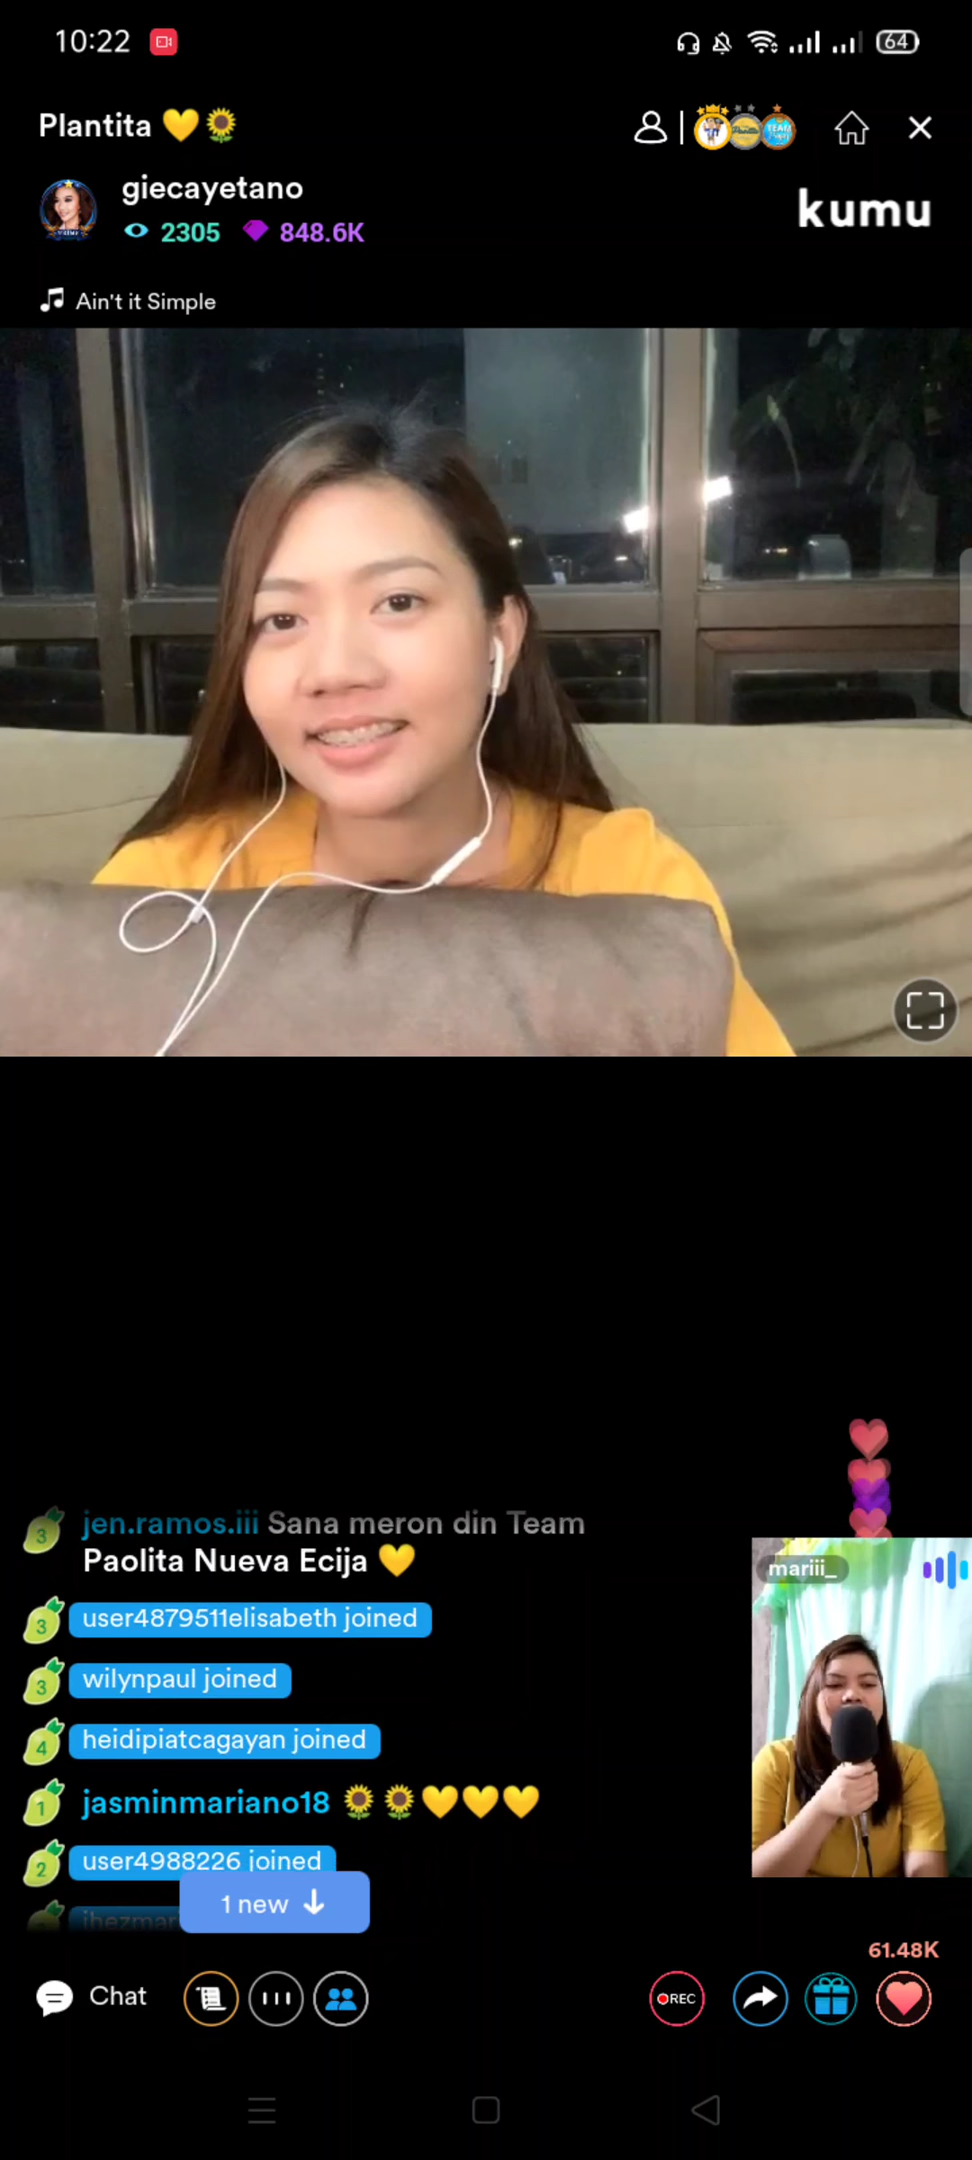 10:22
64
Plantita 💛🌻
giecayetano
2305 848.6K
kumu
Ain't it Simple
3 jen.ramos.iii Sana meron din Team
Paolita Nueva Ecija 💛
3 user4879511elisabeth joined
3 wilynpaul joined
4 heidipiatcagayan joined
1 jasminmariano18 🌻🌻💛💛💛
2 user4988226 joined
1 new ↓
mariii_
61.48K
Chat
REC